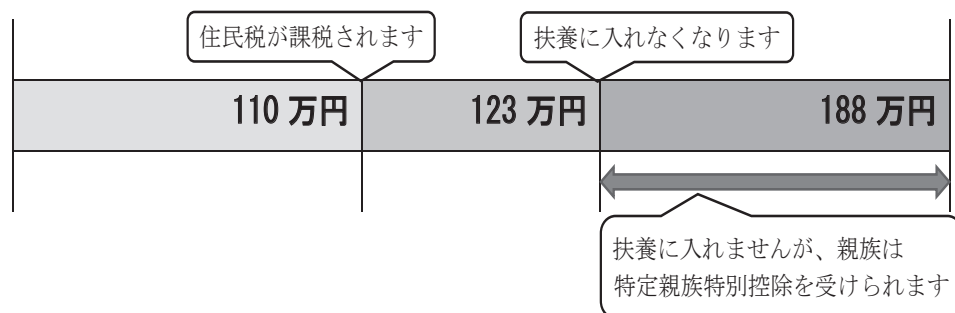 住民税が課税されます
扶養に入れなくなります
110 万円
123 万円
188 万円
扶養に入れませんが、親族は
特定親族特別控除を受けられます